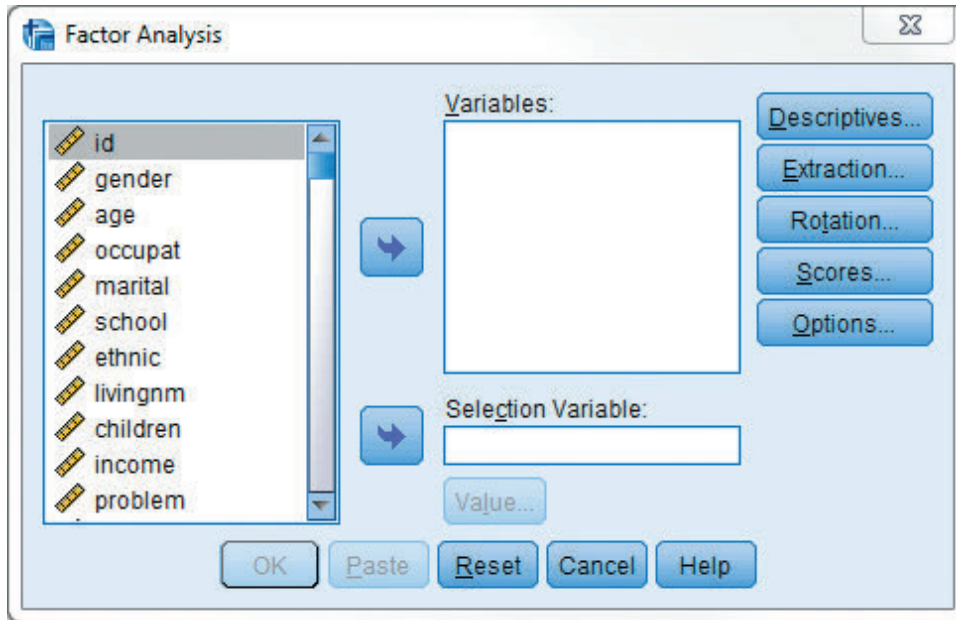 Factor Analysis
Variables:
id
gender
age
occupat
marital
school
ethnic
livingnm
children
income
problem
Selection Variable:
Value...
Descriptives...
Extraction...
Rotation...
Scores...
Options...
OK Paste Reset Cancel Help